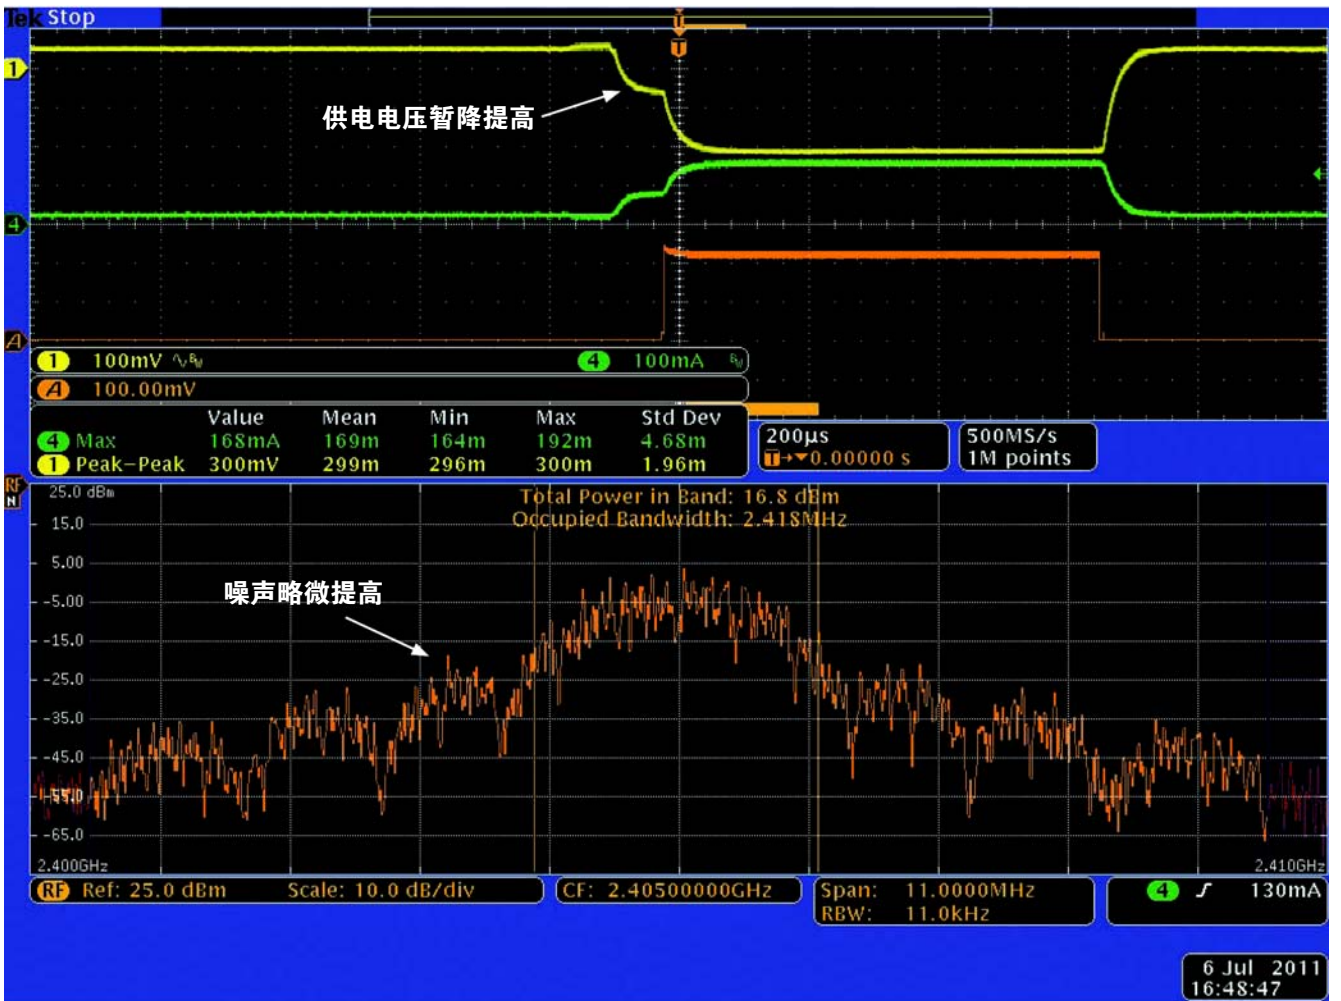 Tek Stop
T
T
1
供电电压暂降提高
4
A
1 100mV ∿Bw 4 100mA Bw
A 100.00mV
Value Mean Min Max Std Dev
4 Max 168mA 169m 164m 192m 4.68m
1 Peak-Peak 300mV 299m 296m 300m 1.96m
200µs
T→▼0.00000 s
500MS/s
1M points
RF
N
25.0 dBm
Total Power in Band: 16.8 dBm
Occupied Bandwidth: 2.418MHz
15.0
5.00
噪声略微提高
-5.00
-15.0
-25.0
-35.0
-45.0
-55.0
-65.0
2.400GHz 2.410GHz
RF Ref: 25.0 dBm Scale: 10.0 dB/div
CF: 2.40500000GHz
Span: 11.0000MHz
RBW: 11.0kHz
4 130mA
6 Jul 2011
16:48:47